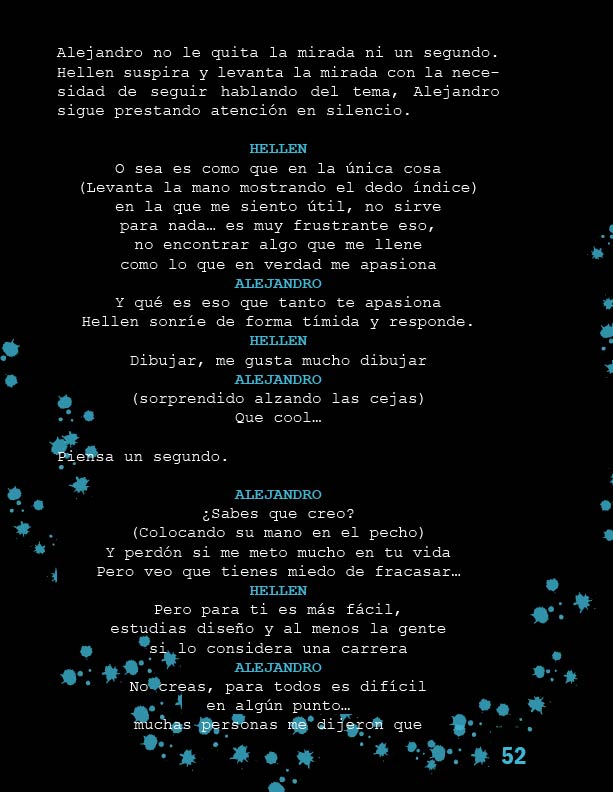 Alejandro no le quita la mirada ni un segundo.
Hellen suspira y levanta la mirada con la nece-
sidad de seguir hablando del tema, Alejandro
sigue prestando atención en silencio.
HELLEN
O sea es como que en la única cosa
(Levanta la mano mostrando el dedo índice)
en la que me siento útil, no sirve
para nada… es muy frustrante eso,
no encontrar algo que me llene
como lo que en verdad me apasiona
ALEJANDRO
Y qué es eso que tanto te apasiona
Hellen sonríe de forma tímida y responde.
HELLEN
Dibujar, me gusta mucho dibujar
ALEJANDRO
(sorprendido alzando las cejas)
Que cool…
Piensa un segundo.
ALEJANDRO
¿Sabes que creo?
(Colocando su mano en el pecho)
Y perdón si me meto mucho en tu vida
Pero veo que tienes miedo de fracasar…
HELLEN
Pero para ti es más fácil,
estudias diseño y al menos la gente
si lo considera una carrera
ALEJANDRO
No creas, para todos es difícil
en algún punto…
muchas personas me dijeron que
52